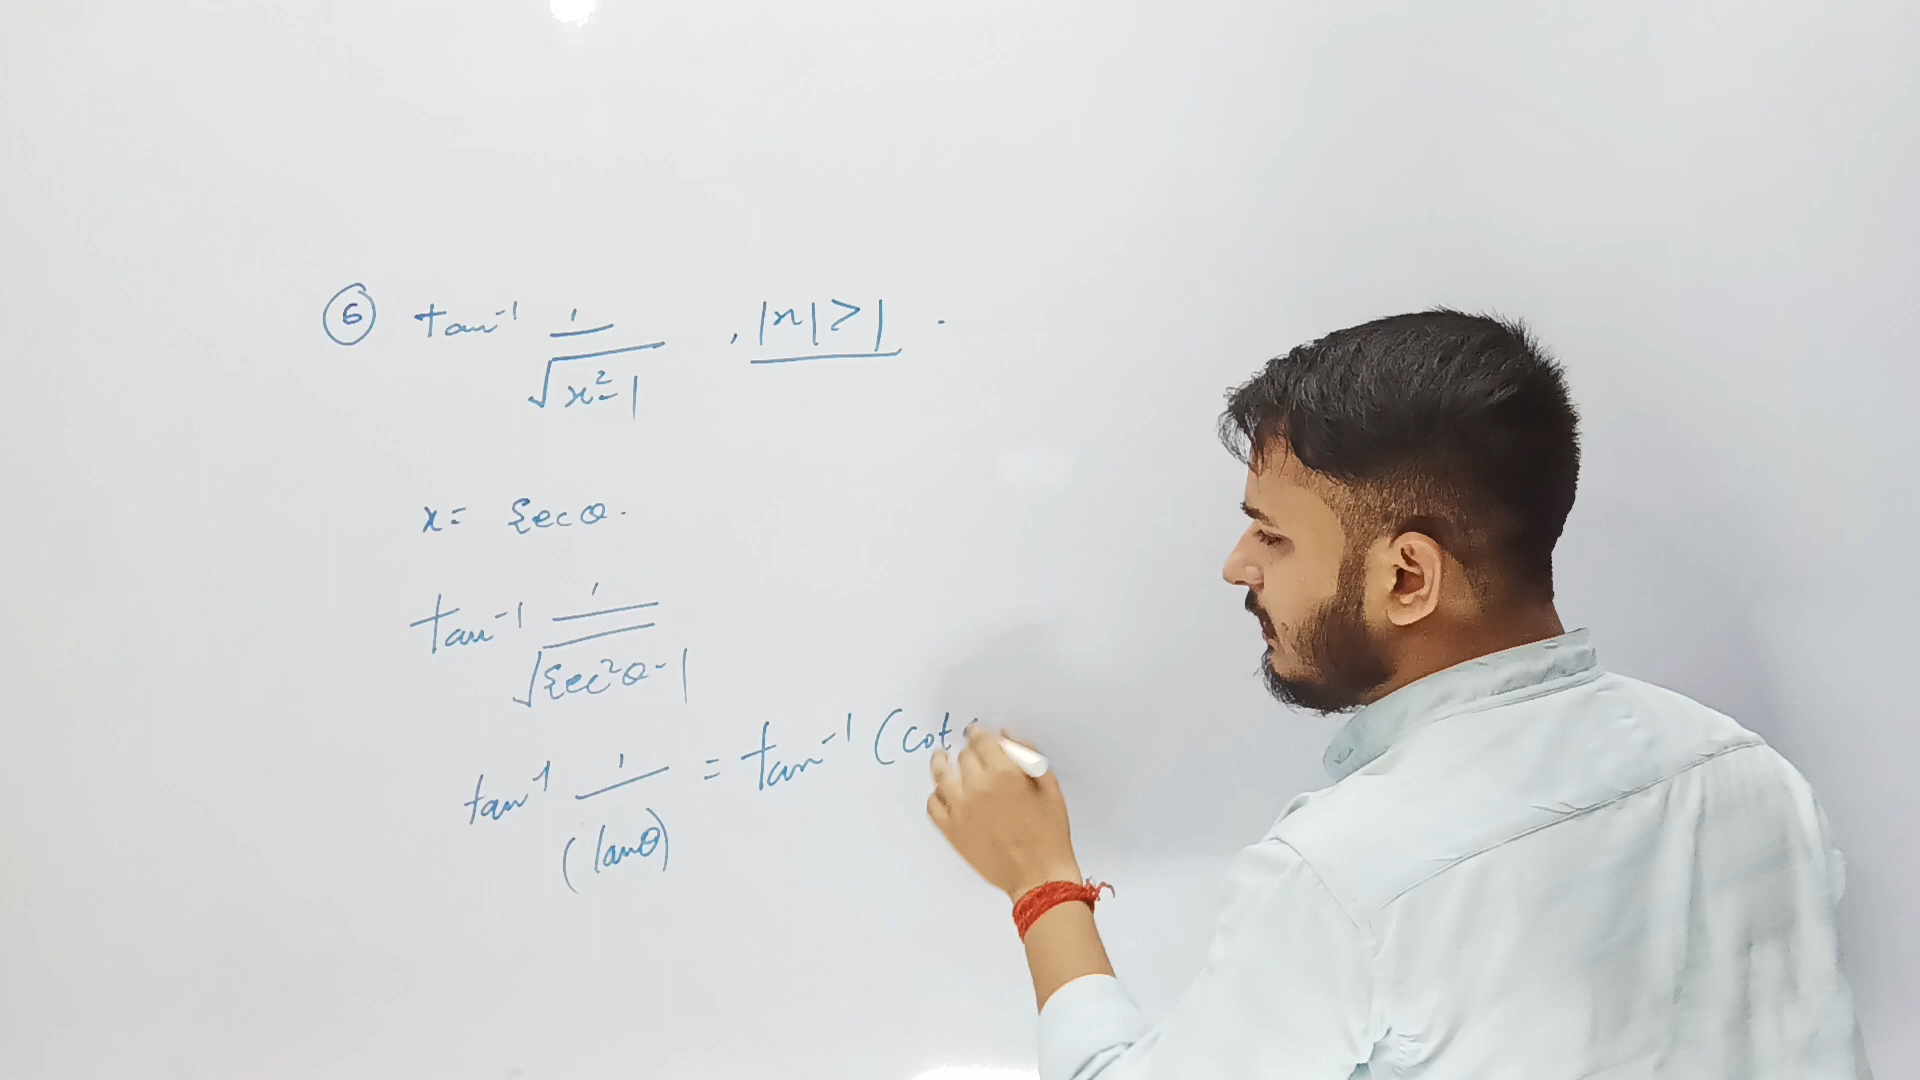 ⑥ tan⁻¹ 1/√(x²-1) , |x|>1 .
x = secθ.
tan⁻¹ 1/√(sec²θ-1)
tan⁻¹ 1/(tanθ) = tan⁻¹ (cot